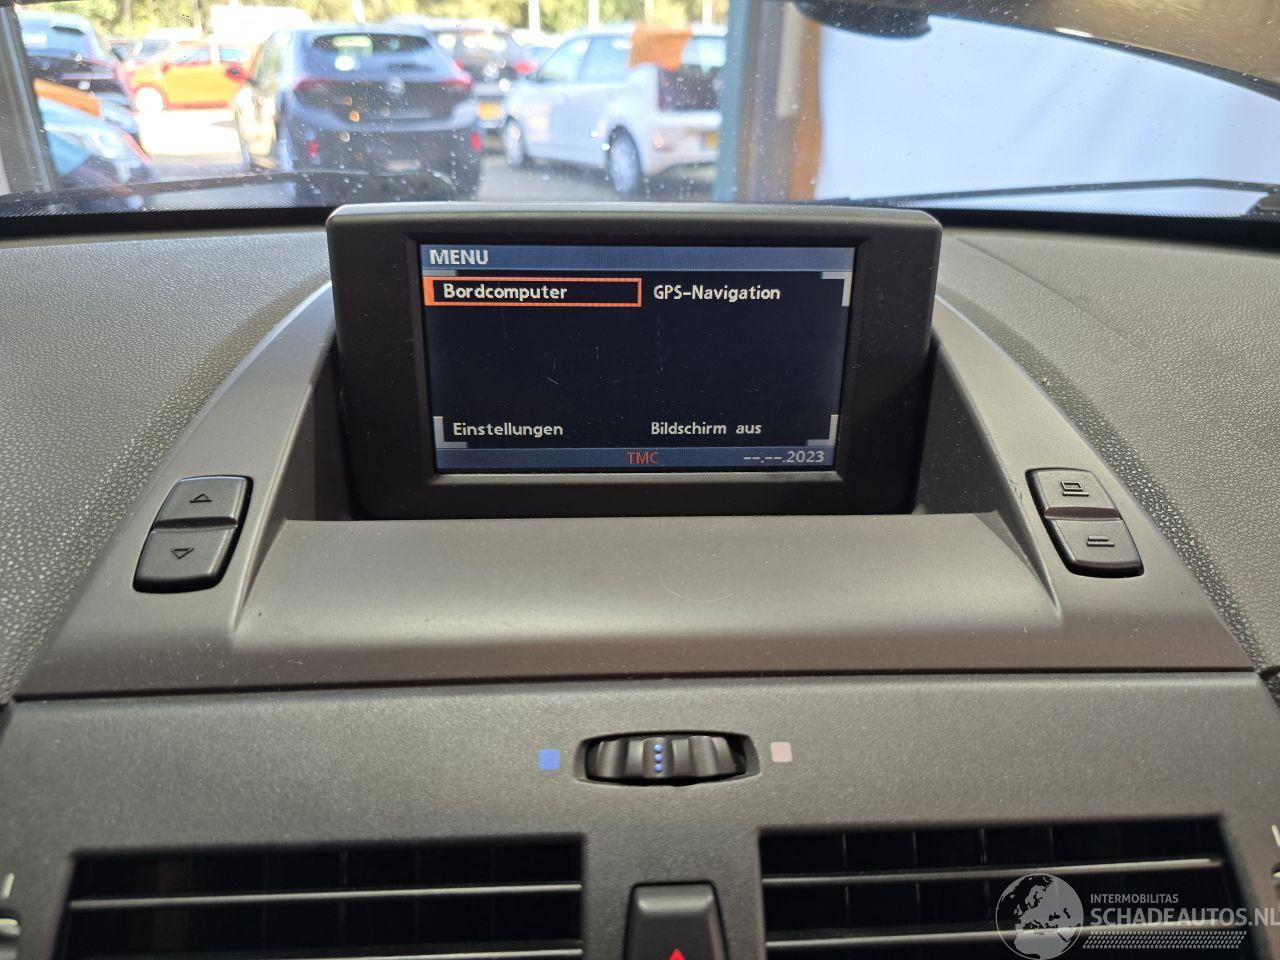 MENU
Bordcomputer
GPS-Navigation
Einstellungen
Bildschirm aus
TMC
--.--.2023
INTERMOBILITAS
SCHADEAUTOS.NL